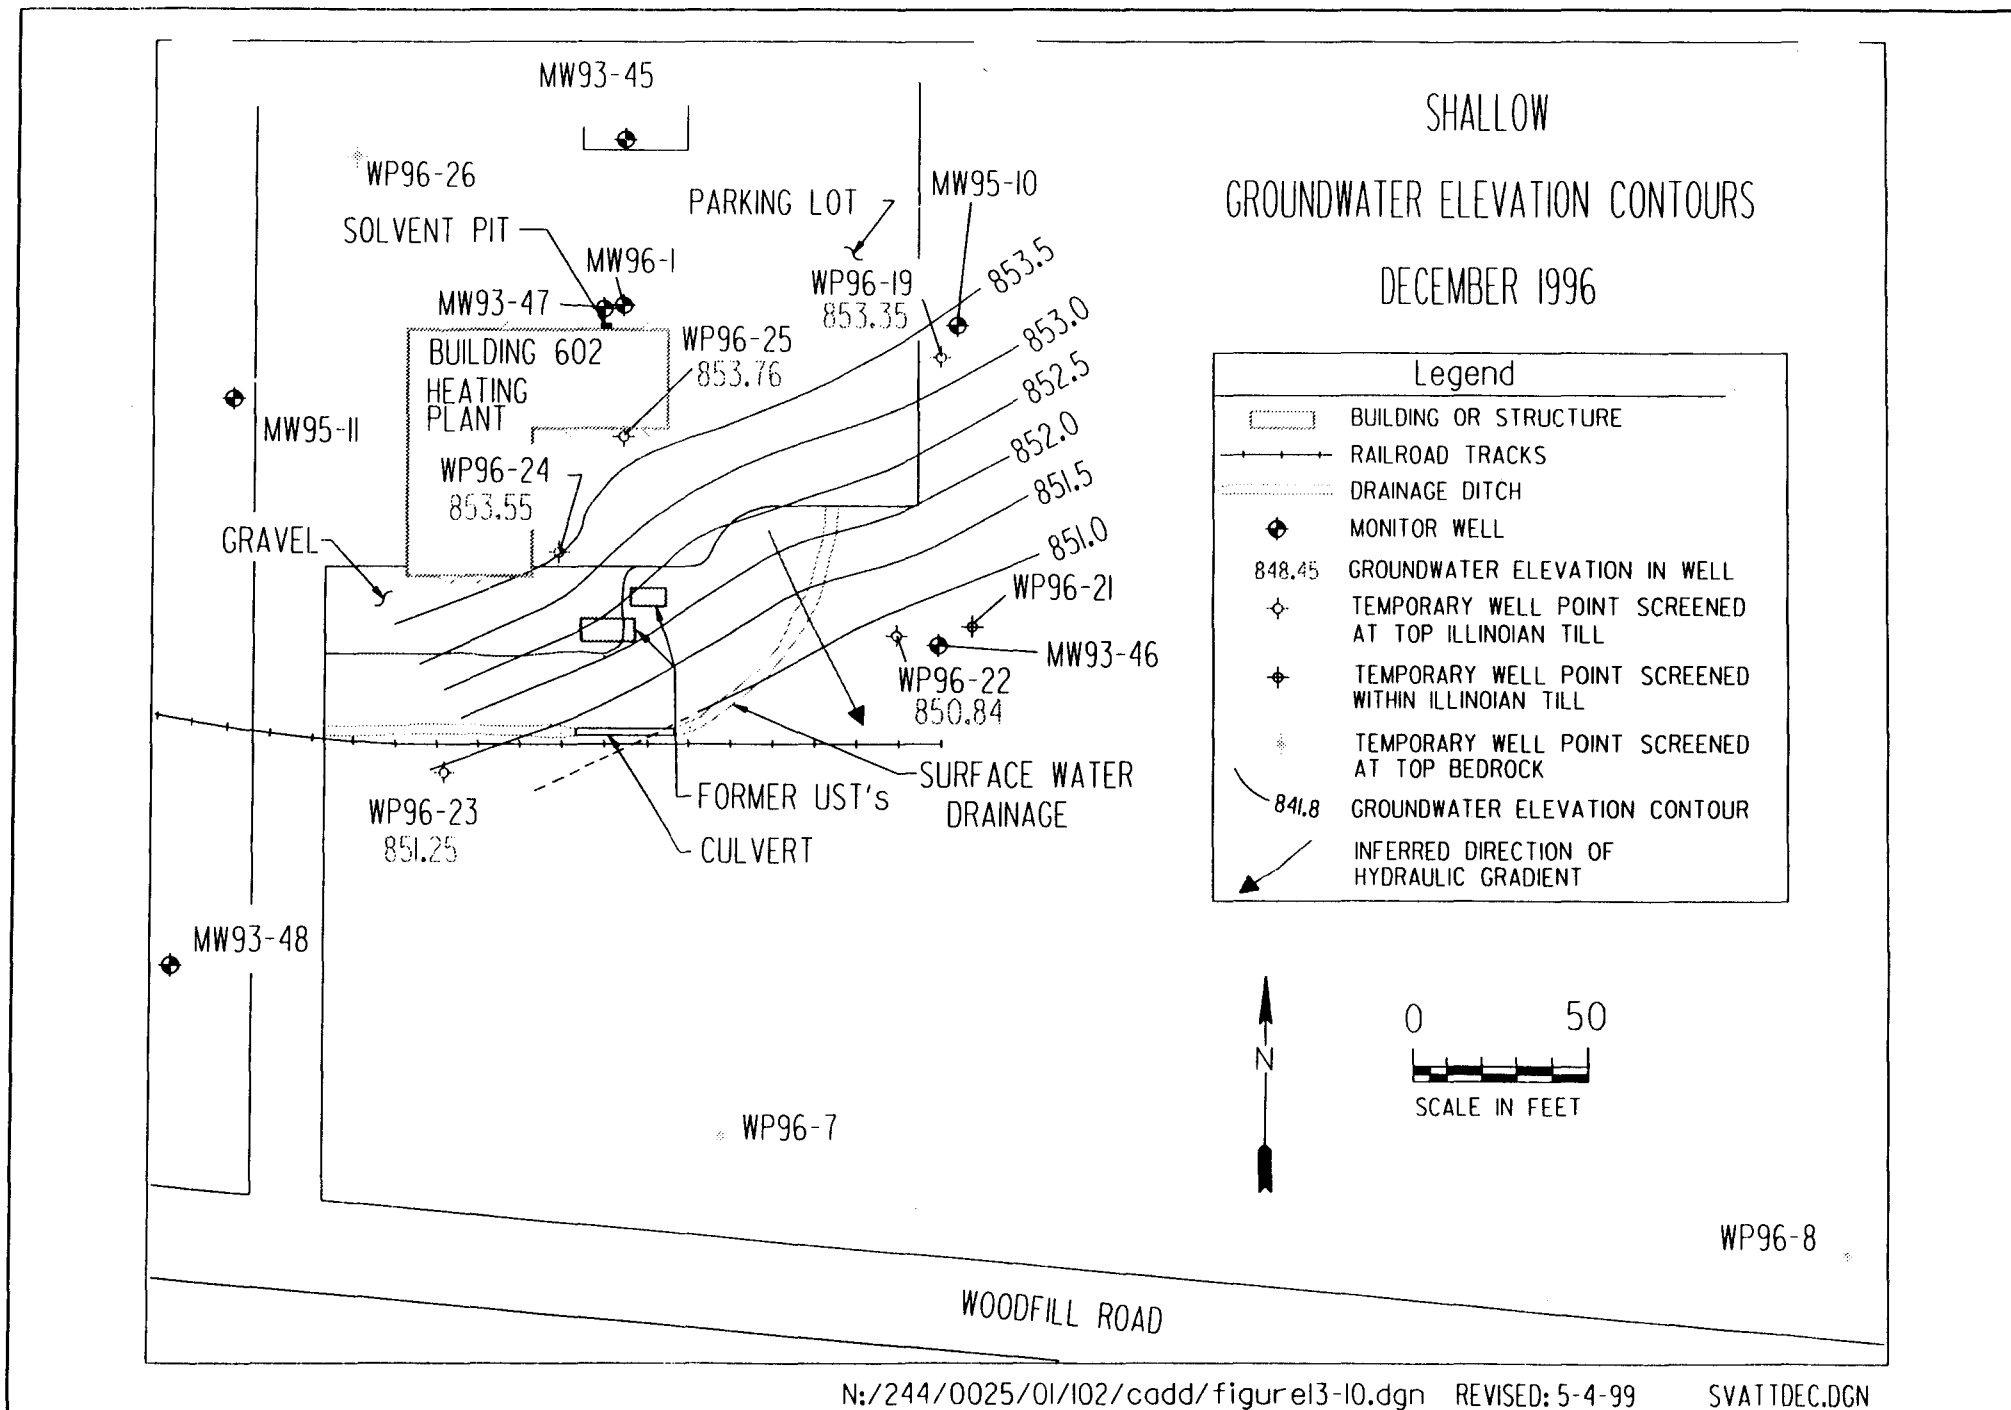 MW93-45
SHALLOW
GROUNDWATER ELEVATION CONTOURS
DECEMBER 1996
WP96-26
SOLVENT PIT
PARKING LOT
MW95-10
MW96-1
MW93-47
WP96-19
853.35
853.5
853.0
852.5
852.0
851.5
851.0
BUILDING 602
HEATING
PLANT
WP96-25
853.76
MW95-11
WP96-24
853.55
GRAVEL
WP96-21
MW93-46
WP96-22
850.84
SURFACE WATER
DRAINAGE
FORMER UST's
CULVERT
WP96-23
851.25
MW93-48
WP96-7
WP96-8
WOODFILL ROAD
Legend
BUILDING OR STRUCTURE
RAILROAD TRACKS
DRAINAGE DITCH
MONITOR WELL
848.45 GROUNDWATER ELEVATION IN WELL
TEMPORARY WELL POINT SCREENED
AT TOP ILLINOIAN TILL
TEMPORARY WELL POINT SCREENED
WITHIN ILLINOIAN TILL
TEMPORARY WELL POINT SCREENED
AT TOP BEDROCK
841.8 GROUNDWATER ELEVATION CONTOUR
INFERRED DIRECTION OF
HYDRAULIC GRADIENT
N
0 50
SCALE IN FEET
N:/244/0025/01/102/cadd/figure13-10.dgn REVISED: 5-4-99 SVATTDEC.DGN